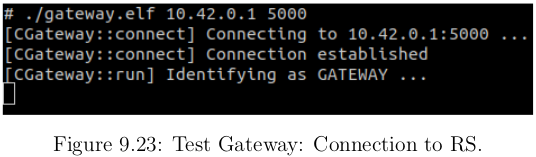 # ./gateway.elf 10.42.0.1 5000
[CGateway::connect] Connecting to 10.42.0.1:5000 ...
[CGateway::connect] Connection established
[CGateway::run] Identifying as GATEWAY ...
Figure 9.23: Test Gateway: Connection to RS.